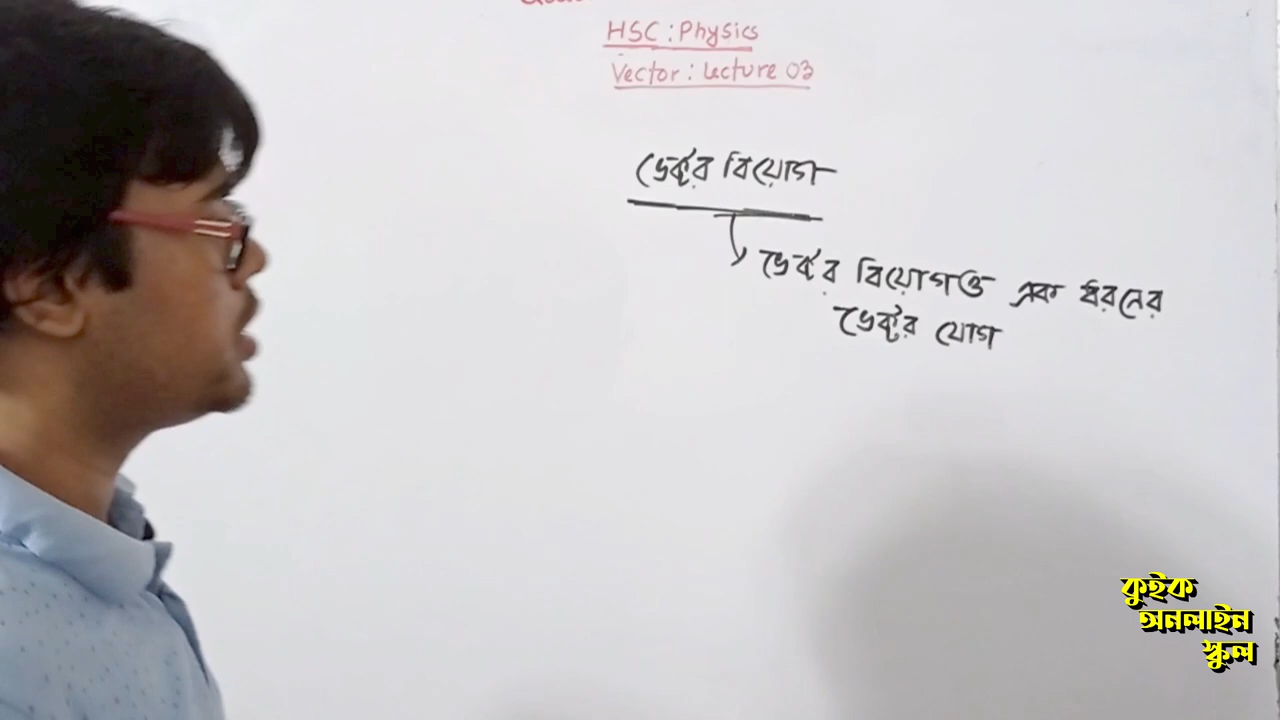 HSC : Physics
Vector : Lecture 03
ভেক্টর বিয়োগ
ভেক্টর বিয়োগও এক ধরনের
ভেক্টর যোগ
কুইক
অনলাইন
স্কুল